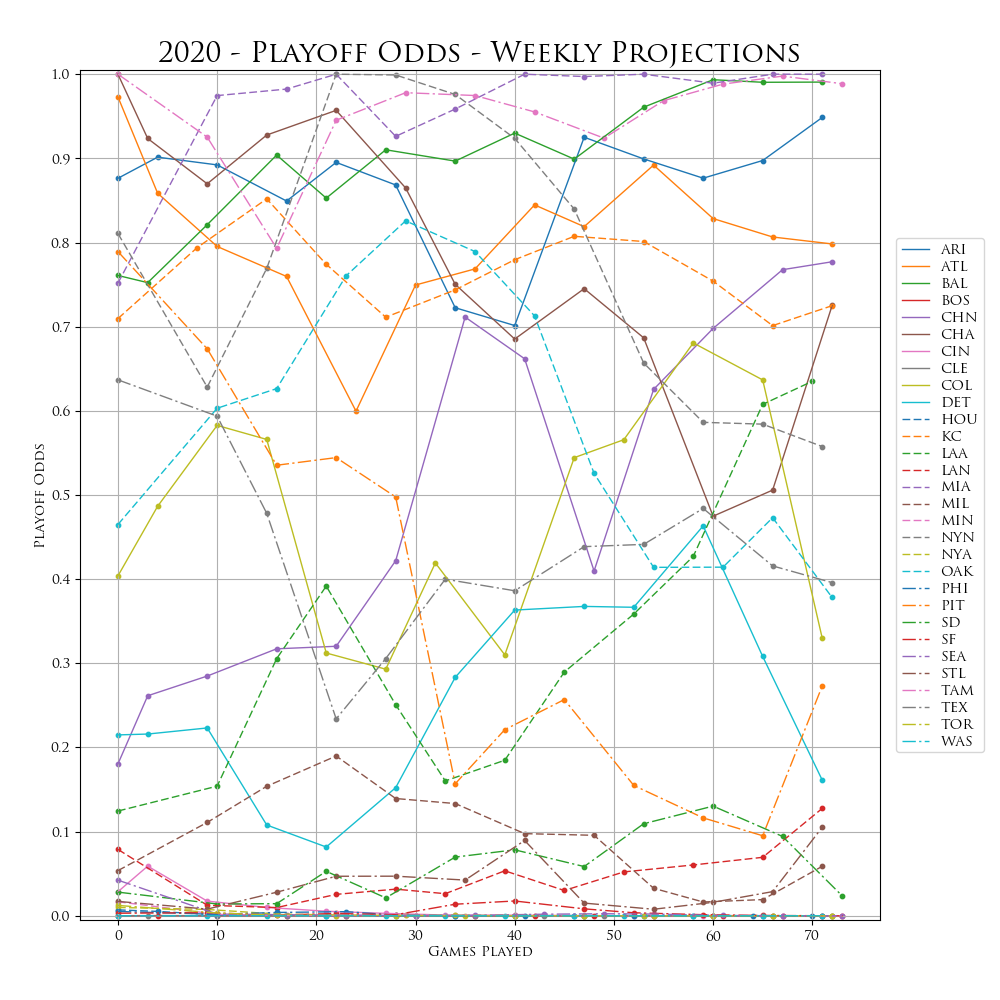 2020 - Playoff Odds - Weekly Projections
1.0
0.9
0.8
0.7
0.6
0.5
0.4
0.3
0.2
0.1
0.0
Playoff Odds
0 10 20 30 40 50 60 70
Games Played
ARI
ATL
BAL
BOS
CHN
CHA
CIN
CLE
COL
DET
HOU
KC
LAA
LAN
MIA
MIL
MIN
NYN
NYA
OAK
PHI
PIT
SD
SF
SEA
STL
TAM
TEX
TOR
WAS